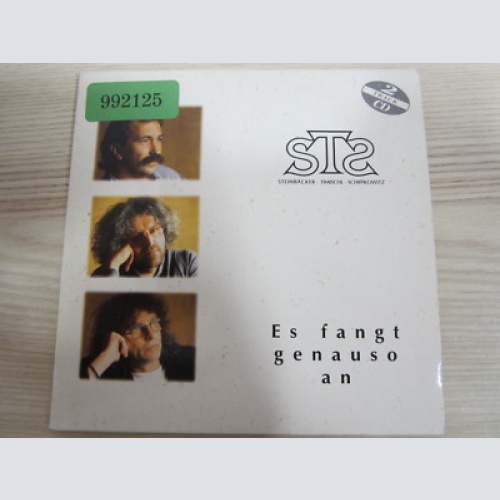 992125
2
TRACK
CD
STS
STEINBÄCKER - TIMISCHL - SCHIFFKOWITZ
Es fangt
genauso
an